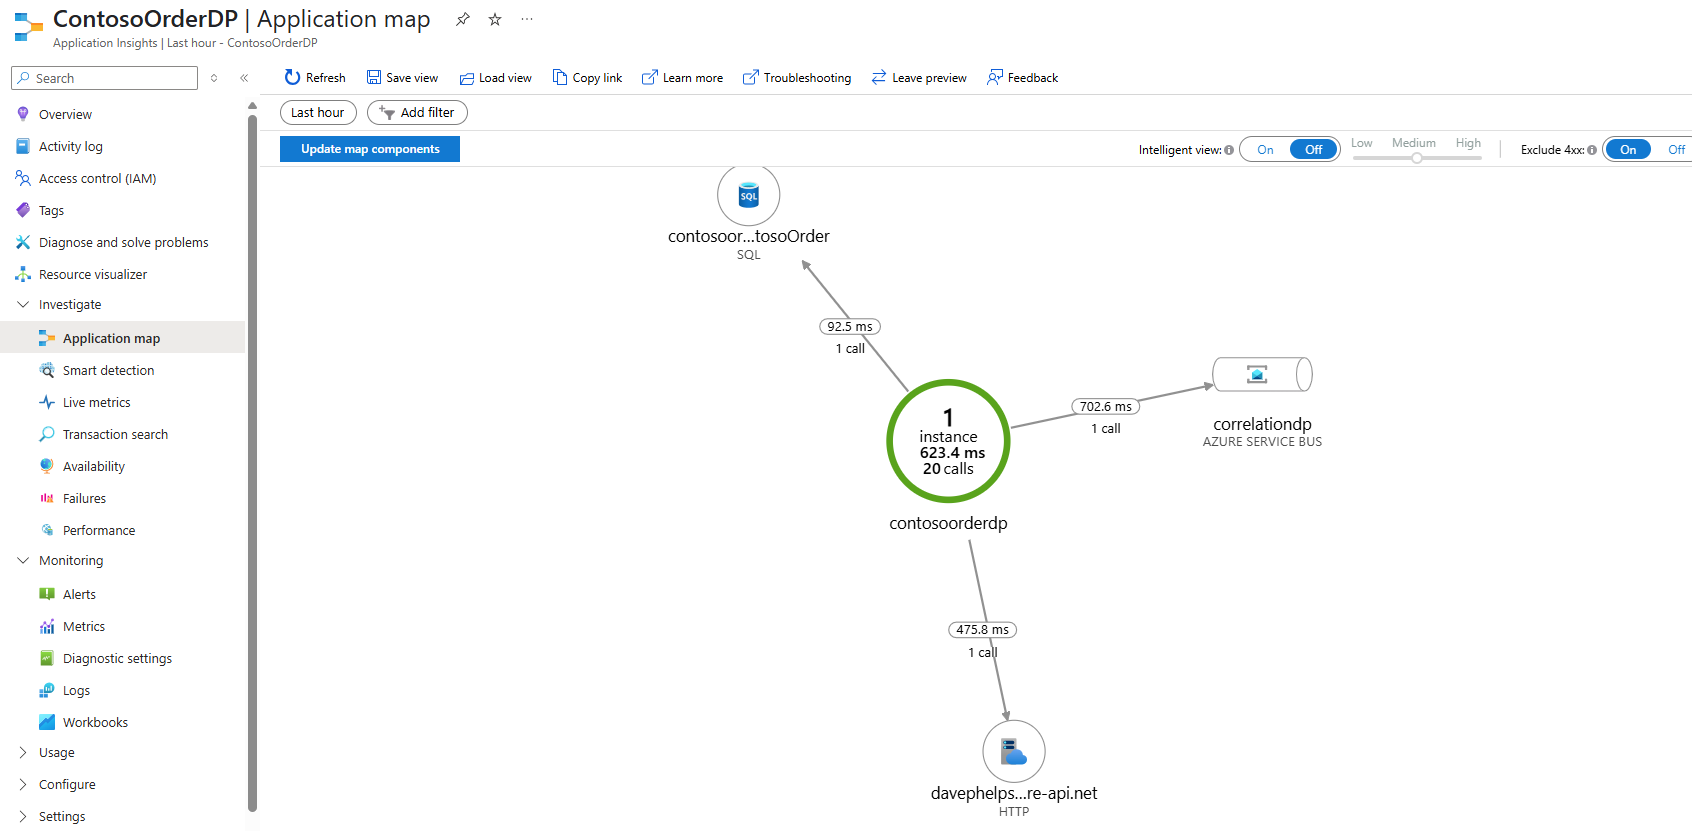 ContosoOrderDP | Application map
Application Insights | Last hour - ContosoOrderDP
Search
Refresh Save view Load view Copy link Learn more Troubleshooting Leave preview Feedback
Last hour Add filter
Update map components
Intelligent view: On Off Low Medium High Exclude 4xx: On Off
Overview
Activity log
Access control (IAM)
Tags
Diagnose and solve problems
Resource visualizer
Investigate
Application map
Smart detection
Live metrics
Transaction search
Availability
Failures
Performance
Monitoring
Alerts
Metrics
Diagnostic settings
Logs
Workbooks
Usage
Configure
Settings
SQL
contosoor...tosoOrder
SQL
92.5 ms
1 call
702.6 ms
1 call
correlationdp
AZURE SERVICE BUS
1
instance
623.4 ms
20 calls
contosoorderdp
475.8 ms
1 call
davephelps...re-api.net
HTTP